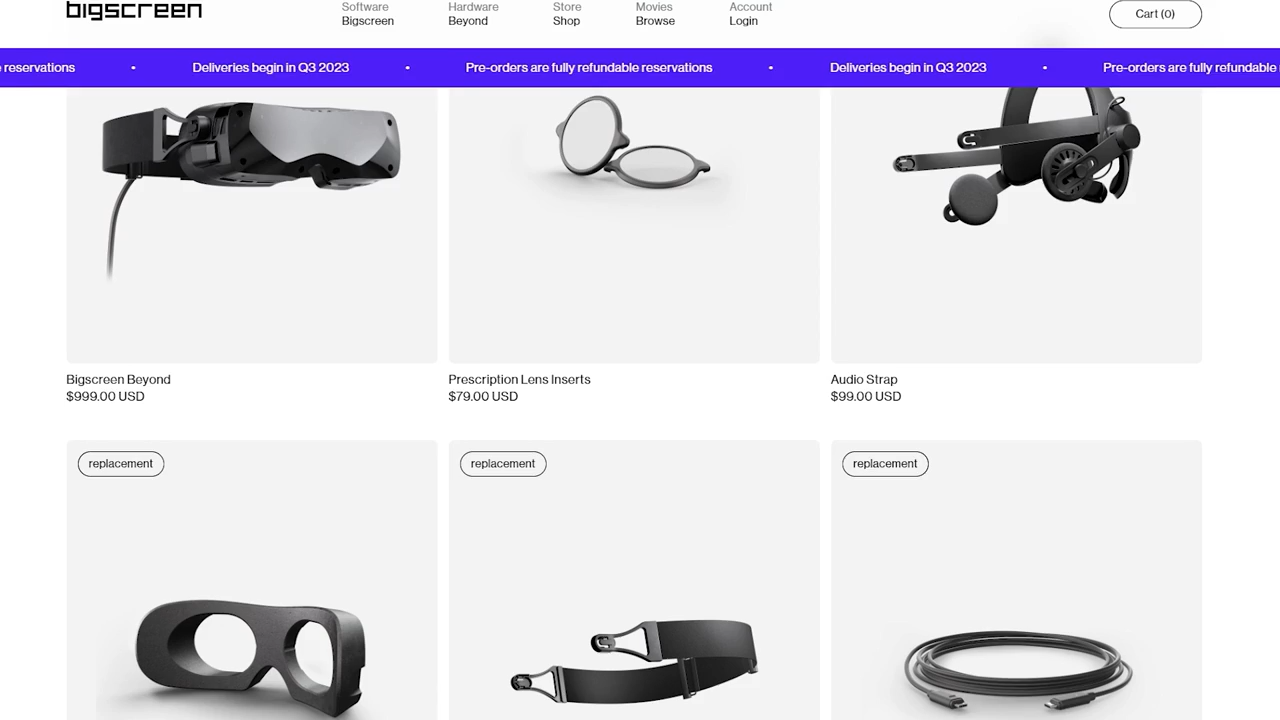 bigscreen
Software
Bigscreen
Hardware
Beyond
Store
Shop
Movies
Browse
Account
Login
Cart (0)
reservations • Deliveries begin in Q3 2023 • Pre-orders are fully refundable reservations • Deliveries begin in Q3 2023 • Pre-orders are fully refundable
Bigscreen Beyond
$999.00 USD
Prescription Lens Inserts
$79.00 USD
Audio Strap
$99.00 USD
replacement
replacement
replacement